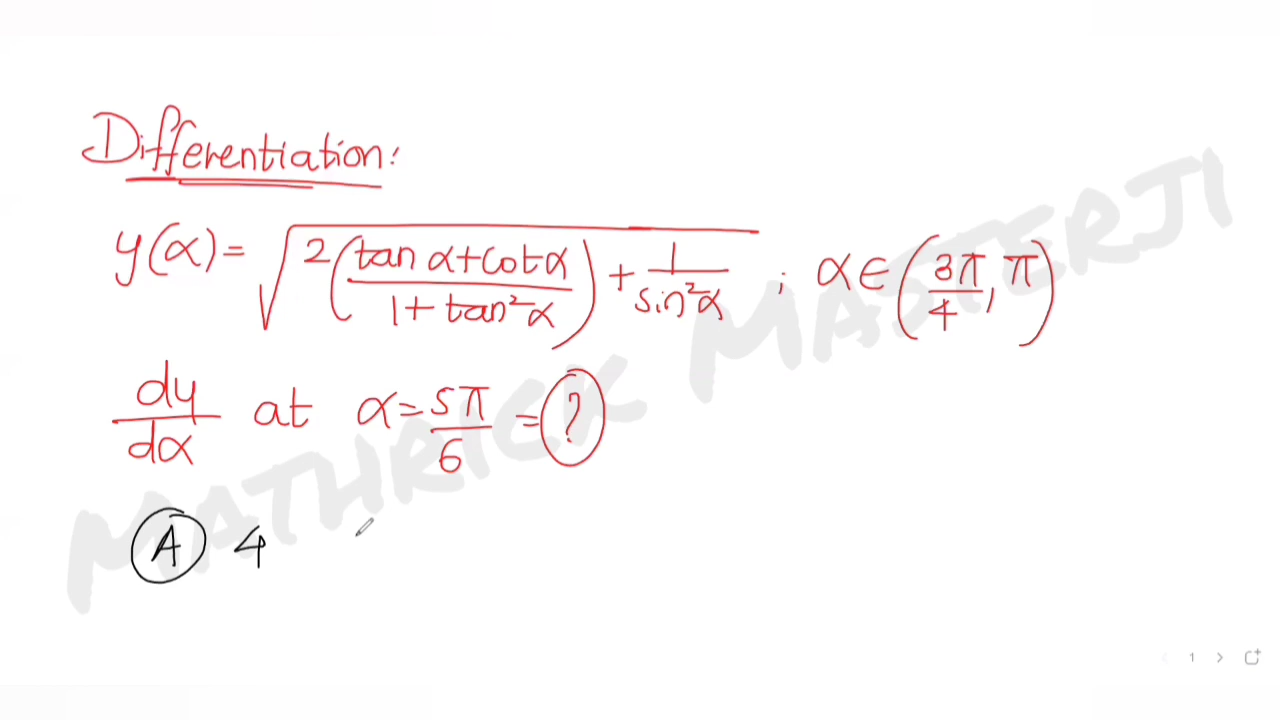 Differentiation:
y(α) = √(2((tan α + cot α)/(1 + tan²α)) + 1/sin²α) ; α ∈ (3π/4, π)
dy/dα at α = 5π/6 = ?
(A) 4
MATHRICK MASTERJI
1